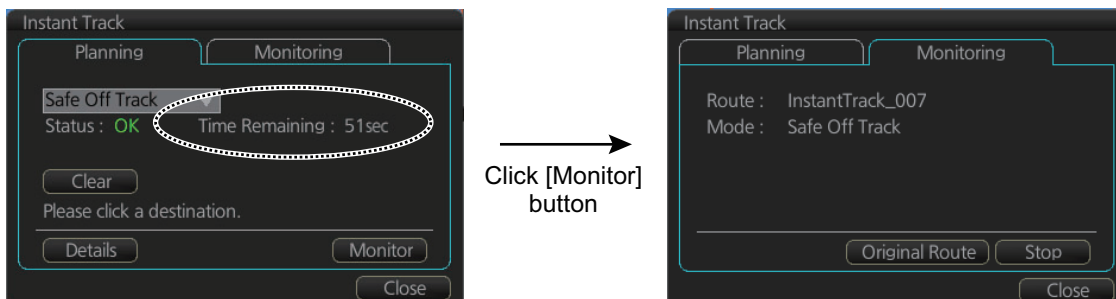 Instant Track
Planning
Monitoring
Safe Off Track
Status : OK
Time Remaining : 51sec
Clear
Please click a destination.
Details
Monitor
Close
Click [Monitor]
button
Instant Track
Planning
Monitoring
Route : InstantTrack_007
Mode : Safe Off Track
Original Route
Stop
Close